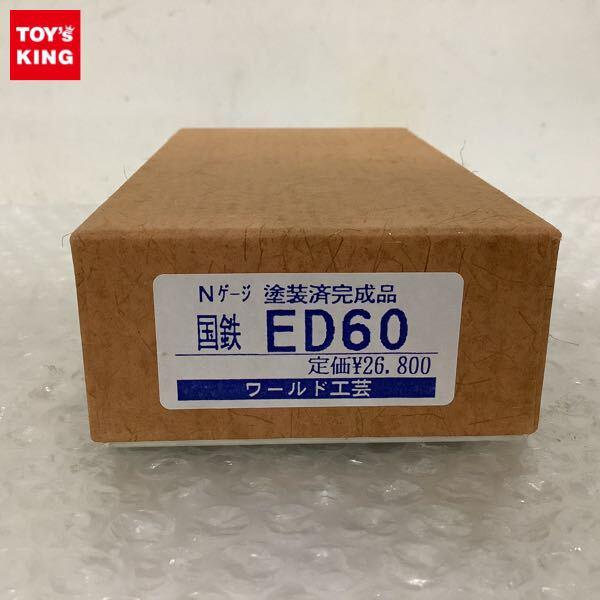 TOY's
KING
Nゲージ 塗装済完成品
国鉄 ED60
定価¥26.800
ワールド工芸